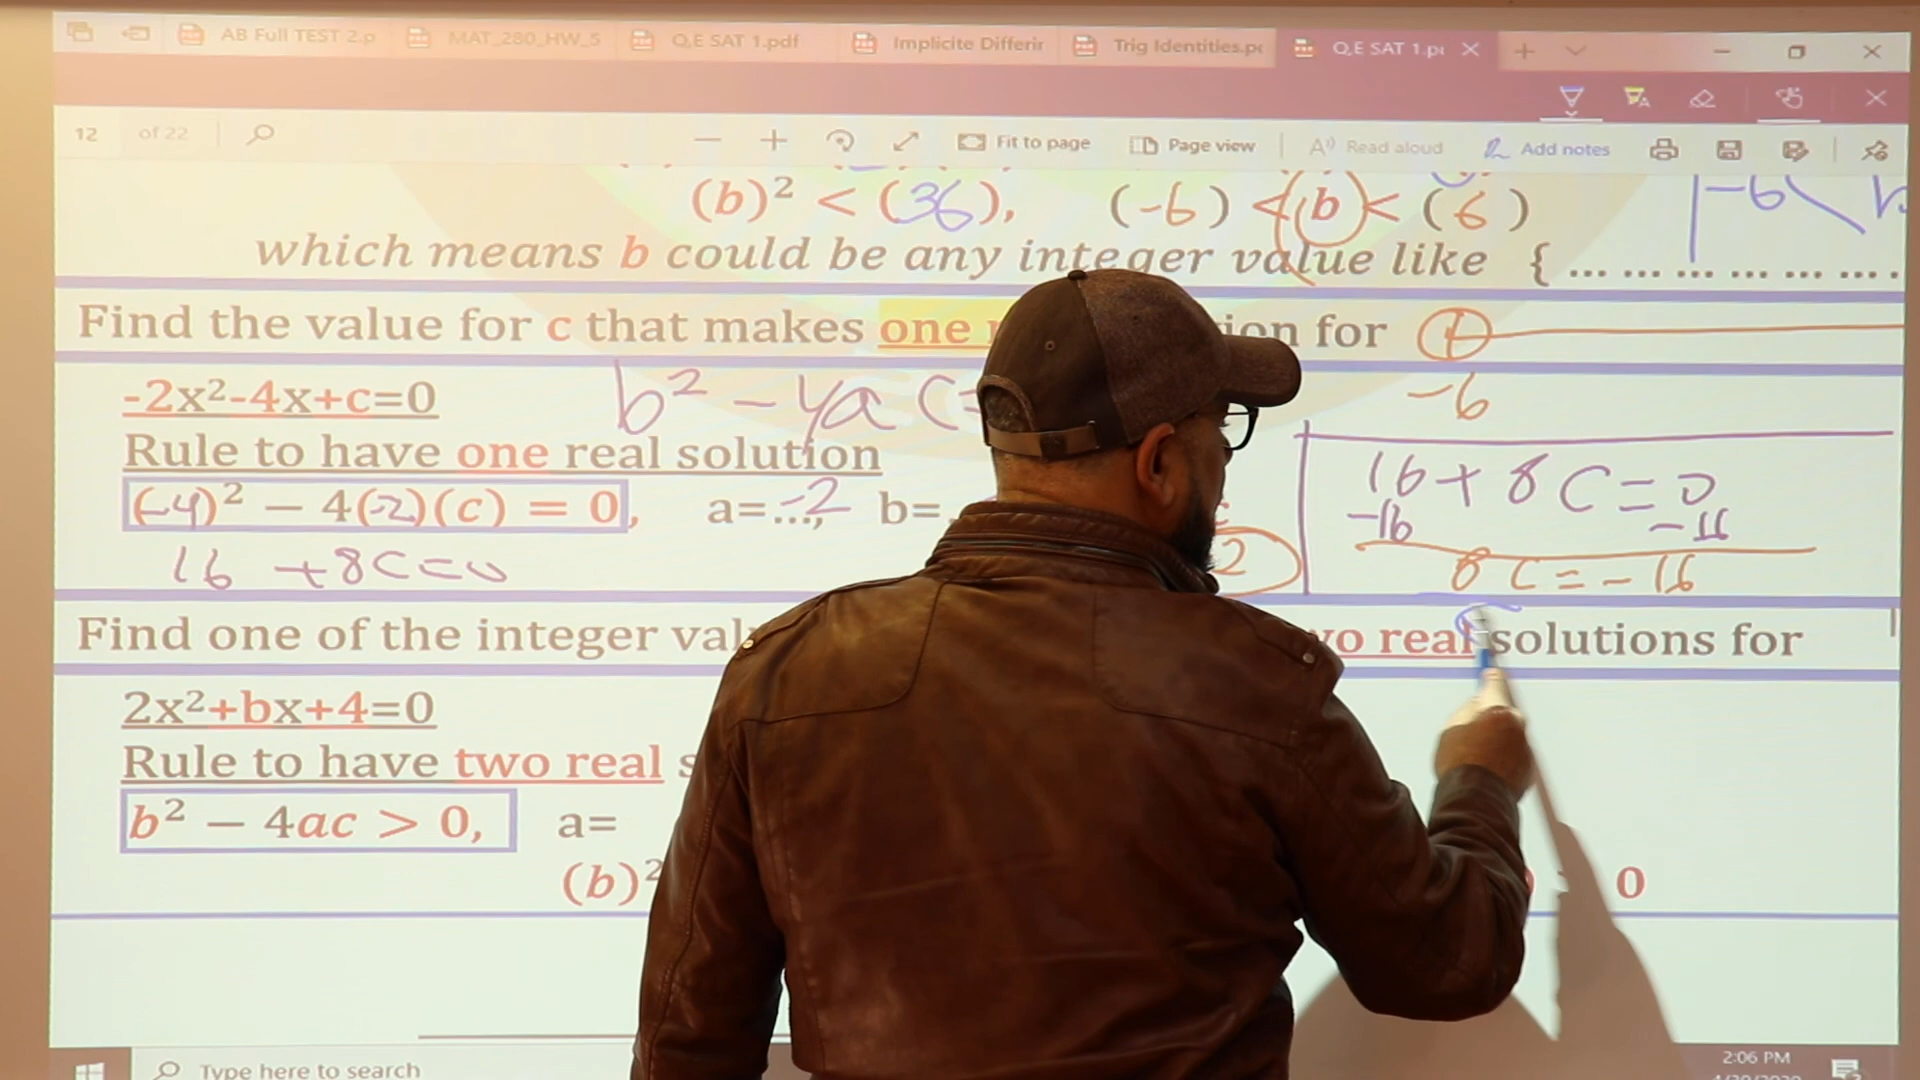 AB Full TEST 2.p MAT_280_HW_5 Q,E SAT 1.pdf Implicite Differir Trig Identities.p Q,E SAT 1.p
12 of 22 Fit to page Page view Read aloud Add notes
(b)² < (36), (-6) < (b) < (6) -6
which means b could be any integer value like { ... ... ... ... ... ...
Find the value for c that makes one for
-6
-2x²-4x+c=0 b² - 4ac =
Rule to have one real solution
(-4)² − 4(-2)(c) = 0, a=...-2, b=
16 + 8c = 0
2
16 + 8c = 0
-16 -16
8c = -16
Find one of the integer real solutions for
2x²+bx+4=0
Rule to have two real
b² − 4ac > 0, a=
(b)² 0
Type here to search 2:06 PM